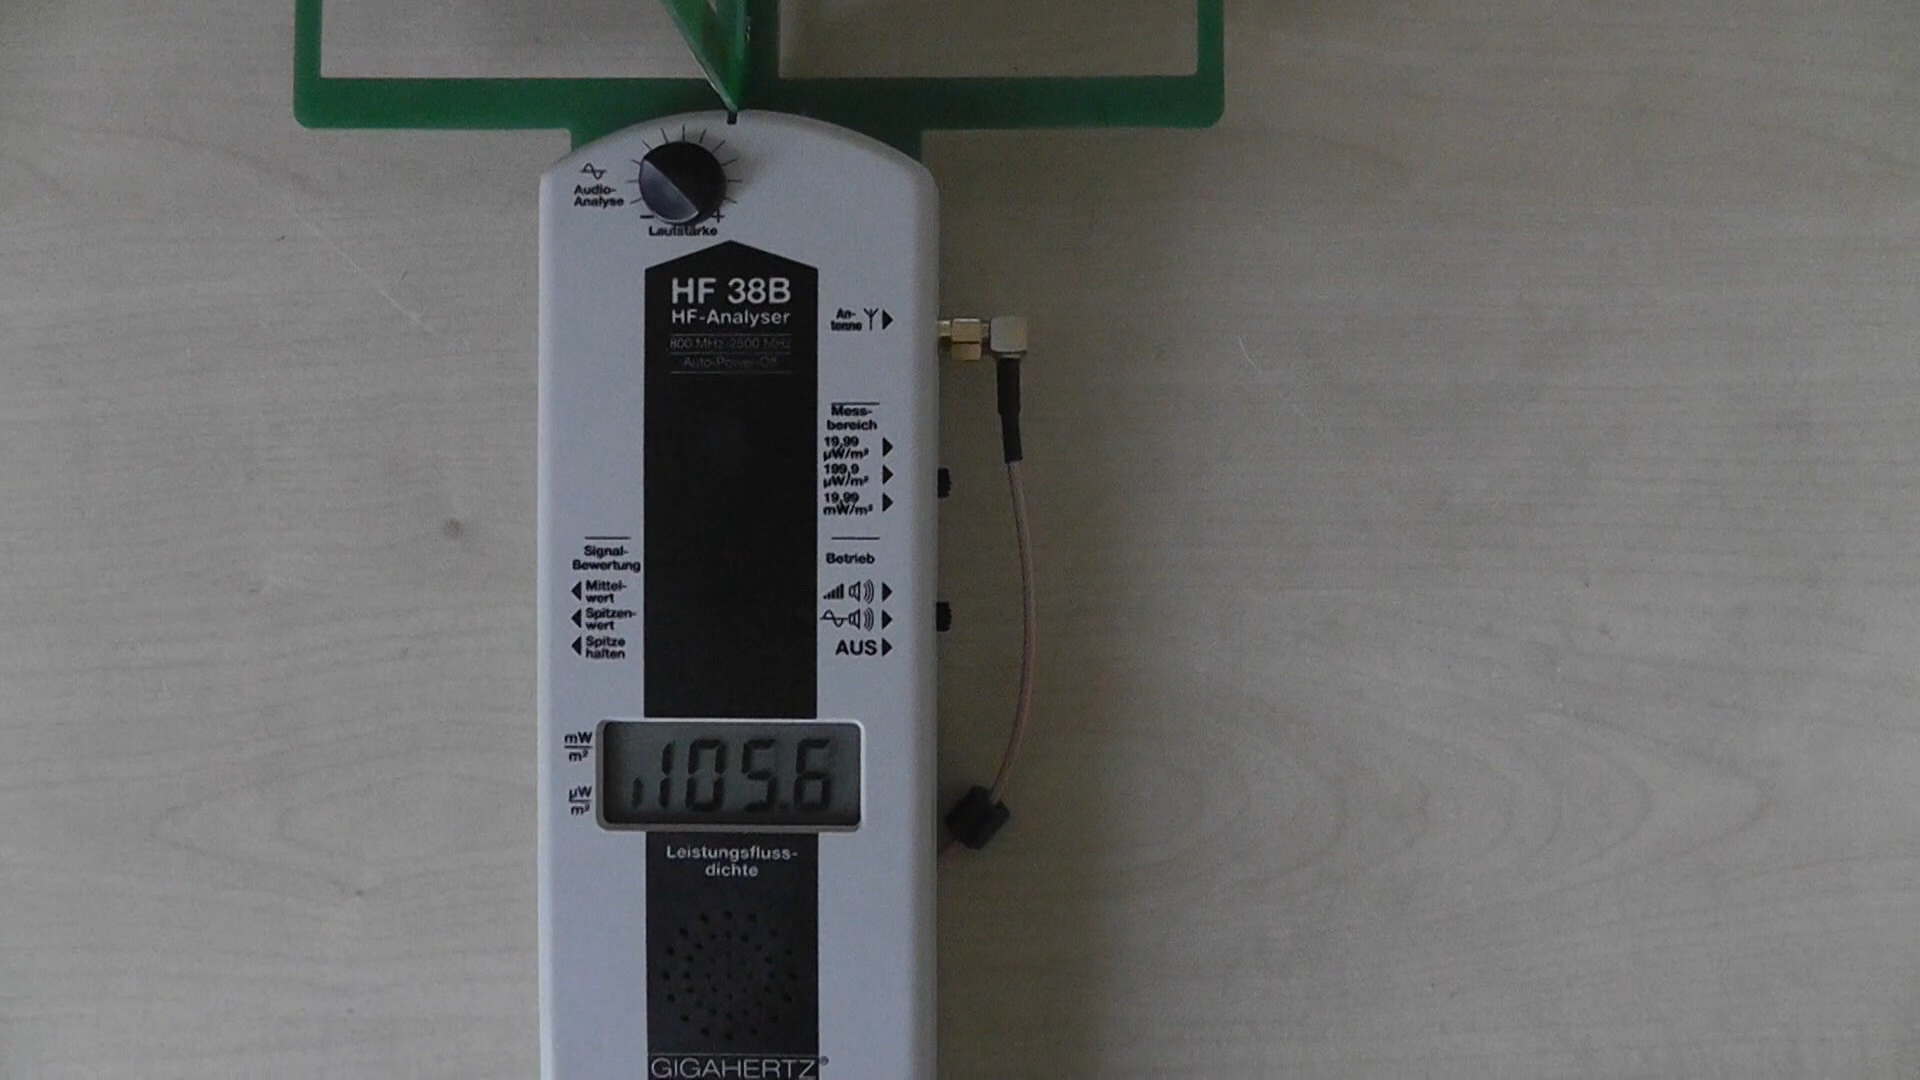 Audio-
Analyse
−
+
Lautstärke
HF 38B
HF-Analyser
800 MHz-2500 MHz
Auto-Power-Off
An-
tenne
Mess-
bereich
19,99
µW/m²
199,9
µW/m²
19,99
mW/m²
Signal-
Bewertung
Mittel-
wert
Spitzen-
wert
Spitze
halten
Betrieb
AUS
mW
m²
µW
m²
105.6
Leistungsfluss-
dichte
GIGAHERTZ®